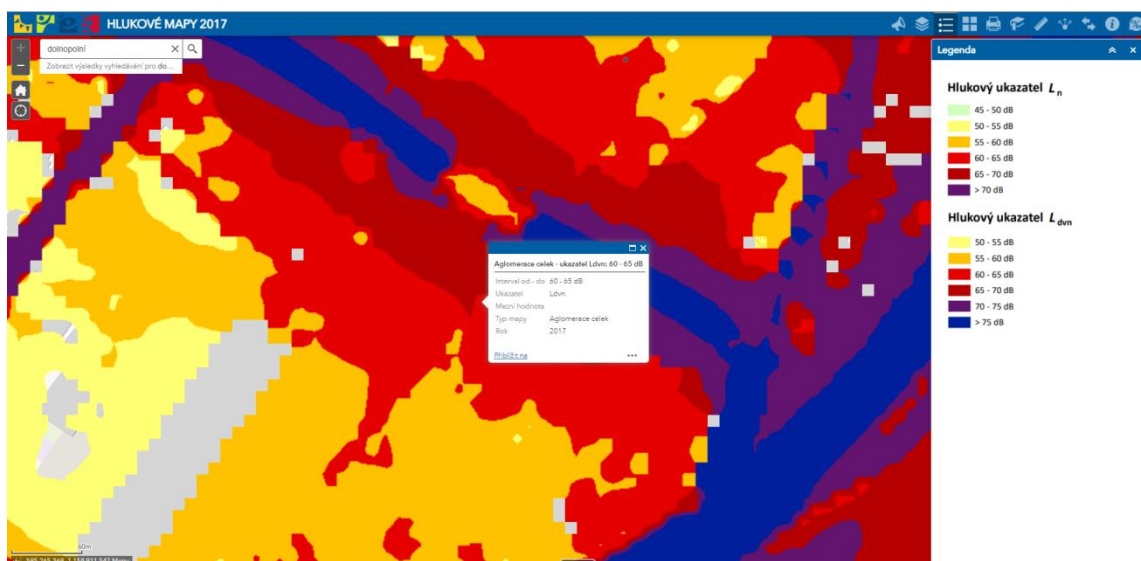 HLUKOVÉ MAPY 2017
dolnopolní
Zobrazit výsledky vyhledávání pro do...
Legenda
Hlukový ukazatel Ln
45 - 50 dB
50 - 55 dB
55 - 60 dB
60 - 65 dB
65 - 70 dB
> 70 dB
Hlukový ukazatel Ldvn
50 - 55 dB
55 - 60 dB
60 - 65 dB
65 - 70 dB
70 - 75 dB
> 75 dB
Aglomerace celek - ukazatel Ldvn; 60 - 65 dB
Interval od - do 60 - 65 dB
Ukazatel Ldvn
Mezní hodnota
Typ mapy Aglomerace celek
Rok 2017
Přiblížit na
60m